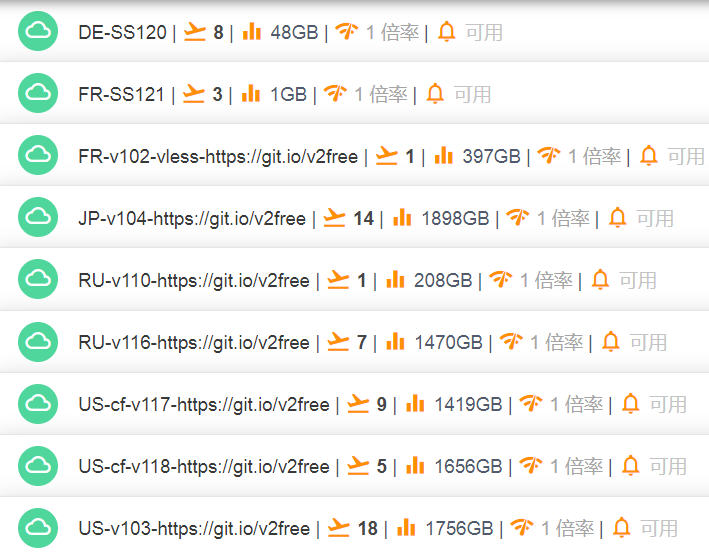 DE-SS120 | 8 | 48GB | 1 倍率 | 可用
FR-SS121 | 3 | 1GB | 1 倍率 | 可用
FR-v102-vless-https://git.io/v2free | 1 | 397GB | 1 倍率 | 可用
JP-v104-https://git.io/v2free | 14 | 1898GB | 1 倍率 | 可用
RU-v110-https://git.io/v2free | 1 | 208GB | 1 倍率 | 可用
RU-v116-https://git.io/v2free | 7 | 1470GB | 1 倍率 | 可用
US-cf-v117-https://git.io/v2free | 9 | 1419GB | 1 倍率 | 可用
US-cf-v118-https://git.io/v2free | 5 | 1656GB | 1 倍率 | 可用
US-v103-https://git.io/v2free | 18 | 1756GB | 1 倍率 | 可用